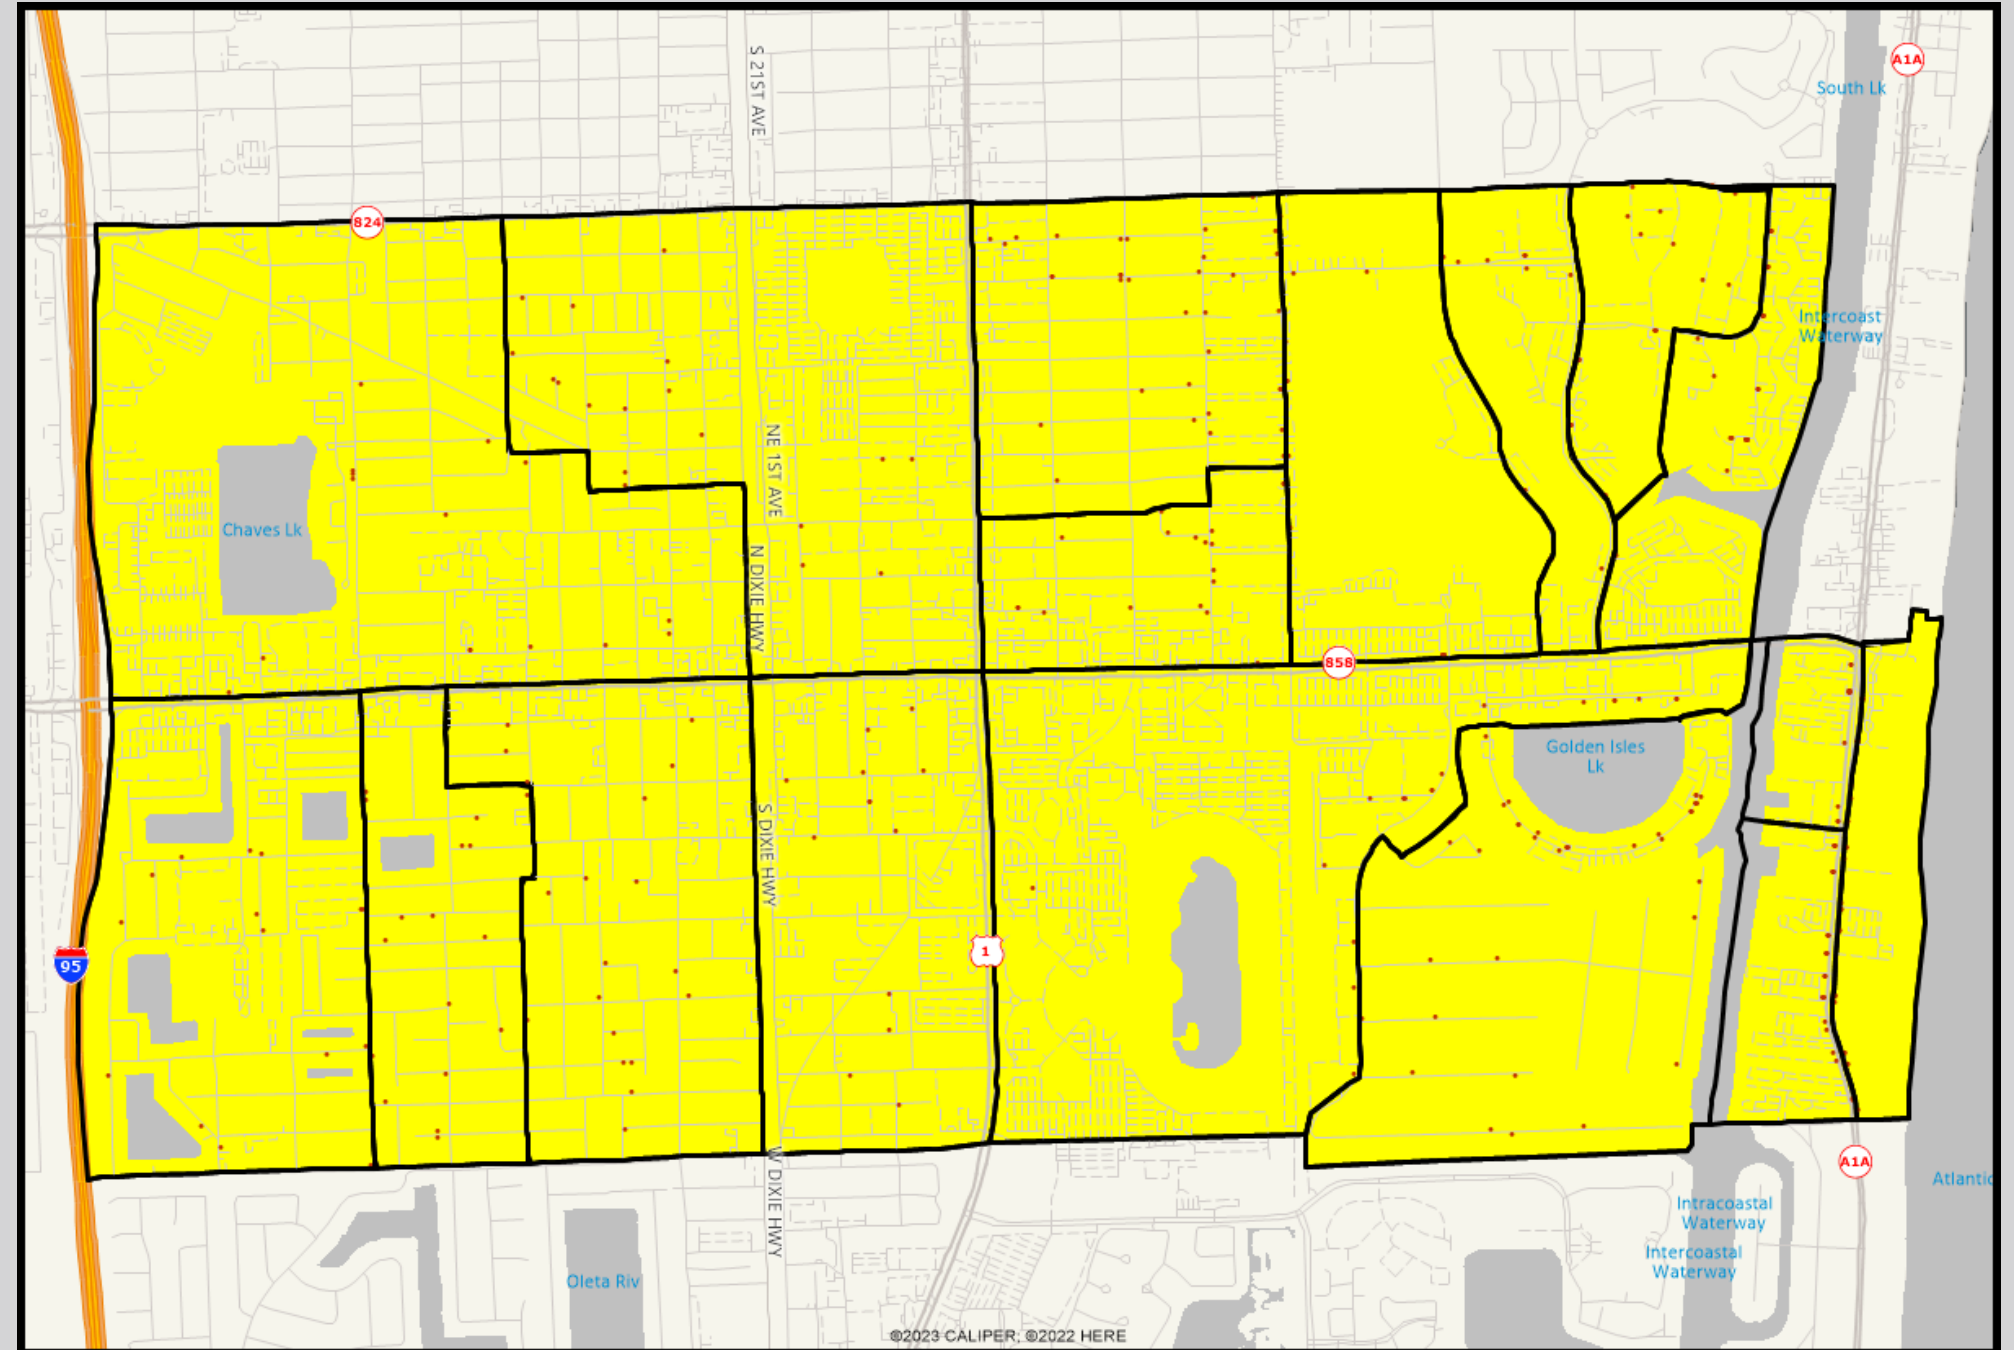 A1A
South Lk
S 21ST AVE
824
Intercoast
Waterway
NE 1ST AVE
Chaves Lk
N DIXIE HWY
858
Golden Isles
Lk
S DIXIE HWY
1
95
W DIXIE HWY
A1A
Atlantic
Intracoastal
Waterway
Intercoastal
Waterway
Oleta Riv
©2023 CALIPER; ©2022 HERE